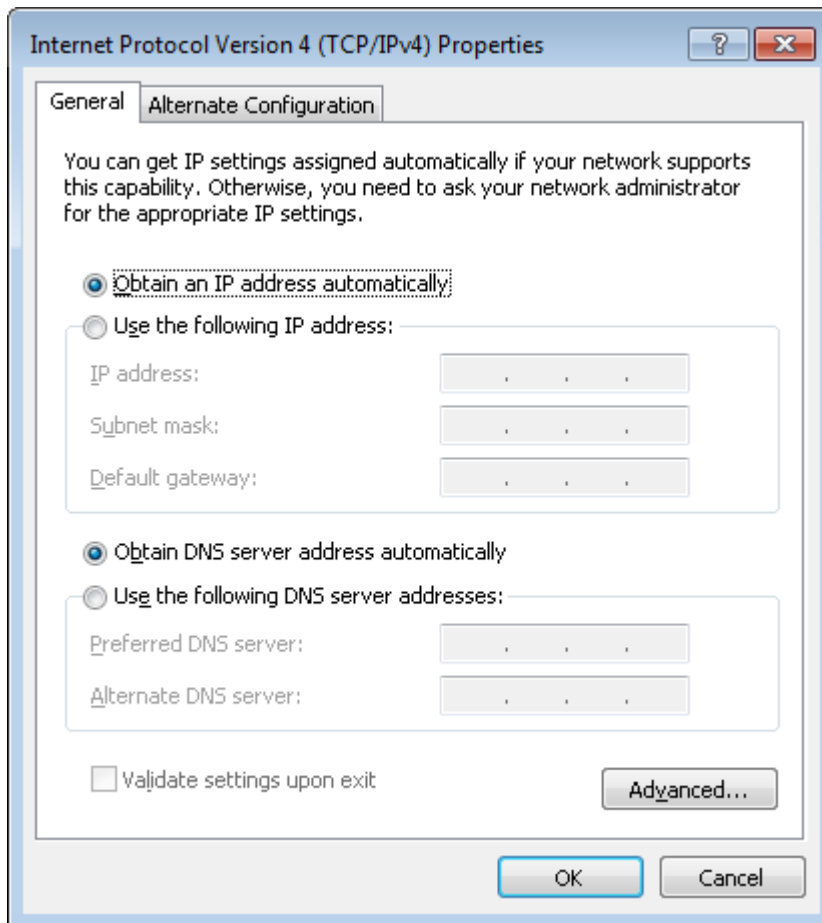 Internet Protocol Version 4 (TCP/IPv4) Properties
General
Alternate Configuration
You can get IP settings assigned automatically if your network supports
this capability. Otherwise, you need to ask your network administrator
for the appropriate IP settings.
Obtain an IP address automatically
Use the following IP address:
IP address:
Subnet mask:
Default gateway:
Obtain DNS server address automatically
Use the following DNS server addresses:
Preferred DNS server:
Alternate DNS server:
Validate settings upon exit
Advanced...
OK
Cancel